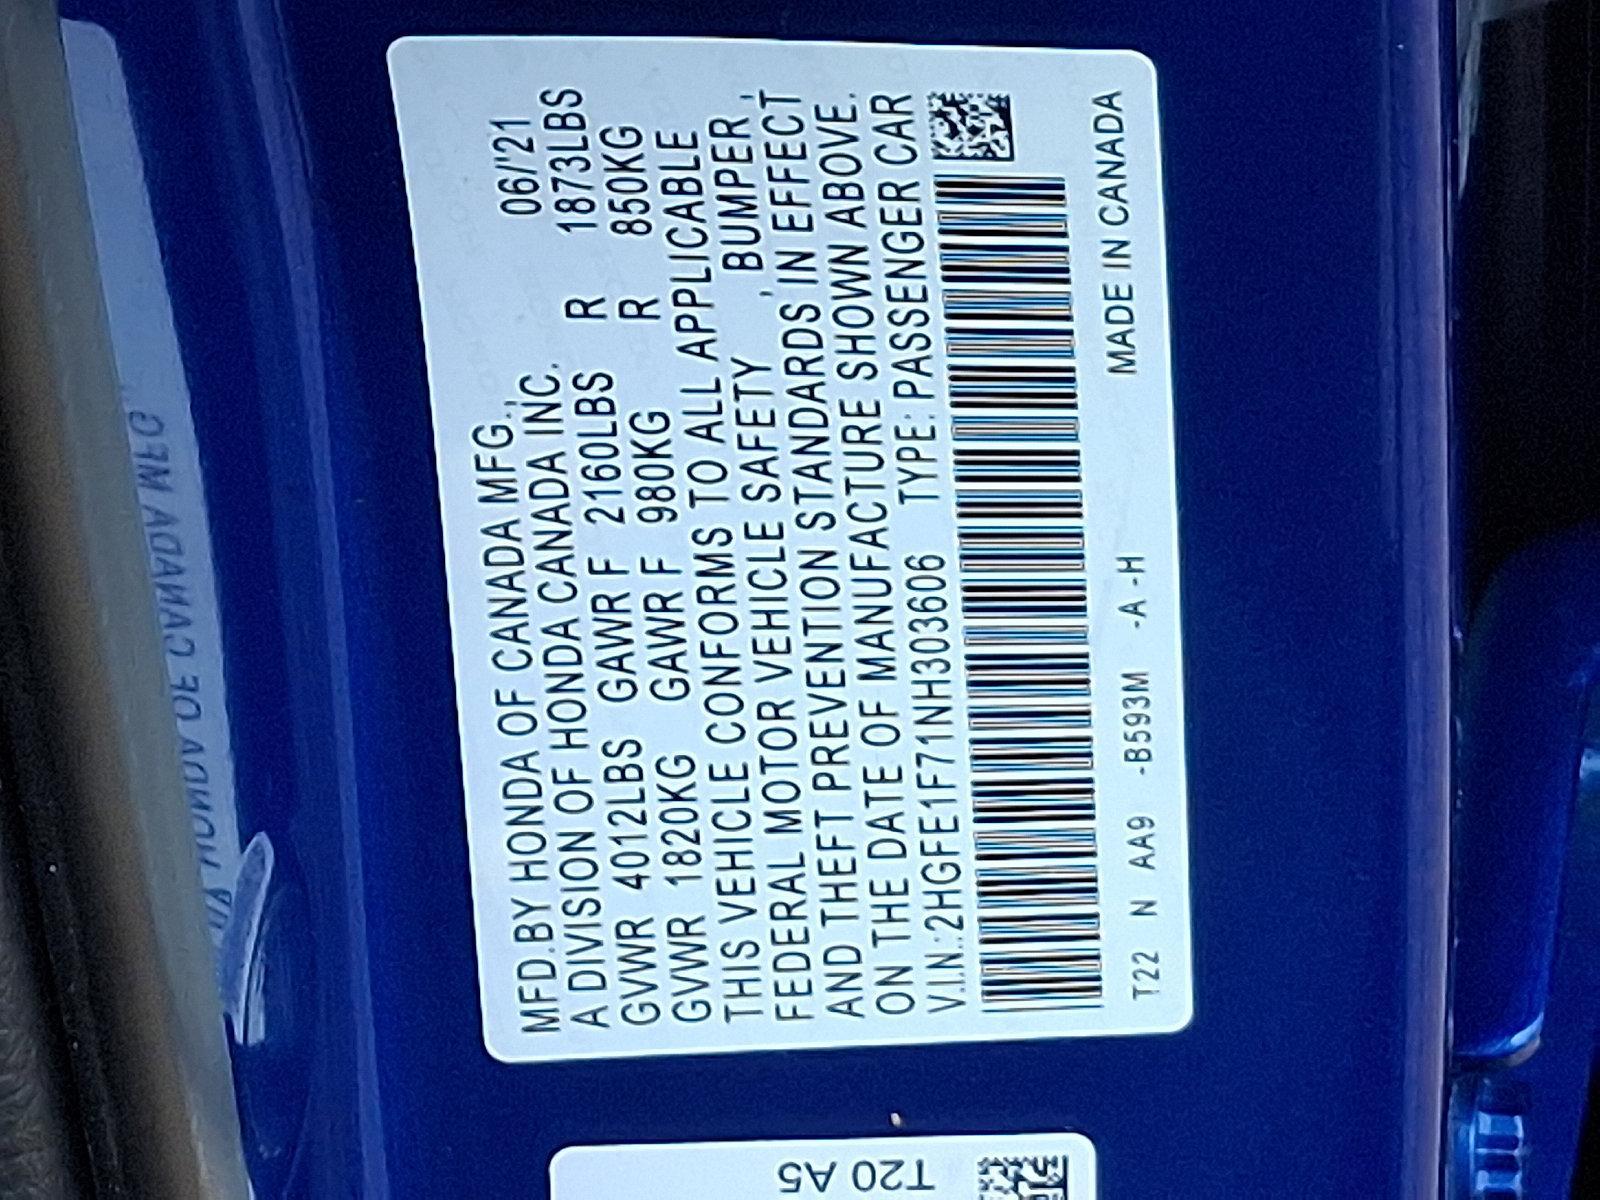 MFD.BY HONDA OF CANADA MFG., 06/'21
A DIVISION OF HONDA CANADA INC.
GVWR 4012LBS GAWR F 2160LBS R 1873LBS
GVWR 1820KG GAWR F 980KG R 850KG
THIS VEHICLE CONFORMS TO ALL APPLICABLE
FEDERAL MOTOR VEHICLE SAFETY , BUMPER ,
AND THEFT PREVENTION STANDARDS IN EFFECT
ON THE DATE OF MANUFACTURE SHOWN ABOVE.
V.I.N.:2HGFE1F71NH303606 TYPE: PASSENGER CAR
T22 N AA9 -B593M -A -H MADE IN CANADA
T20 A5